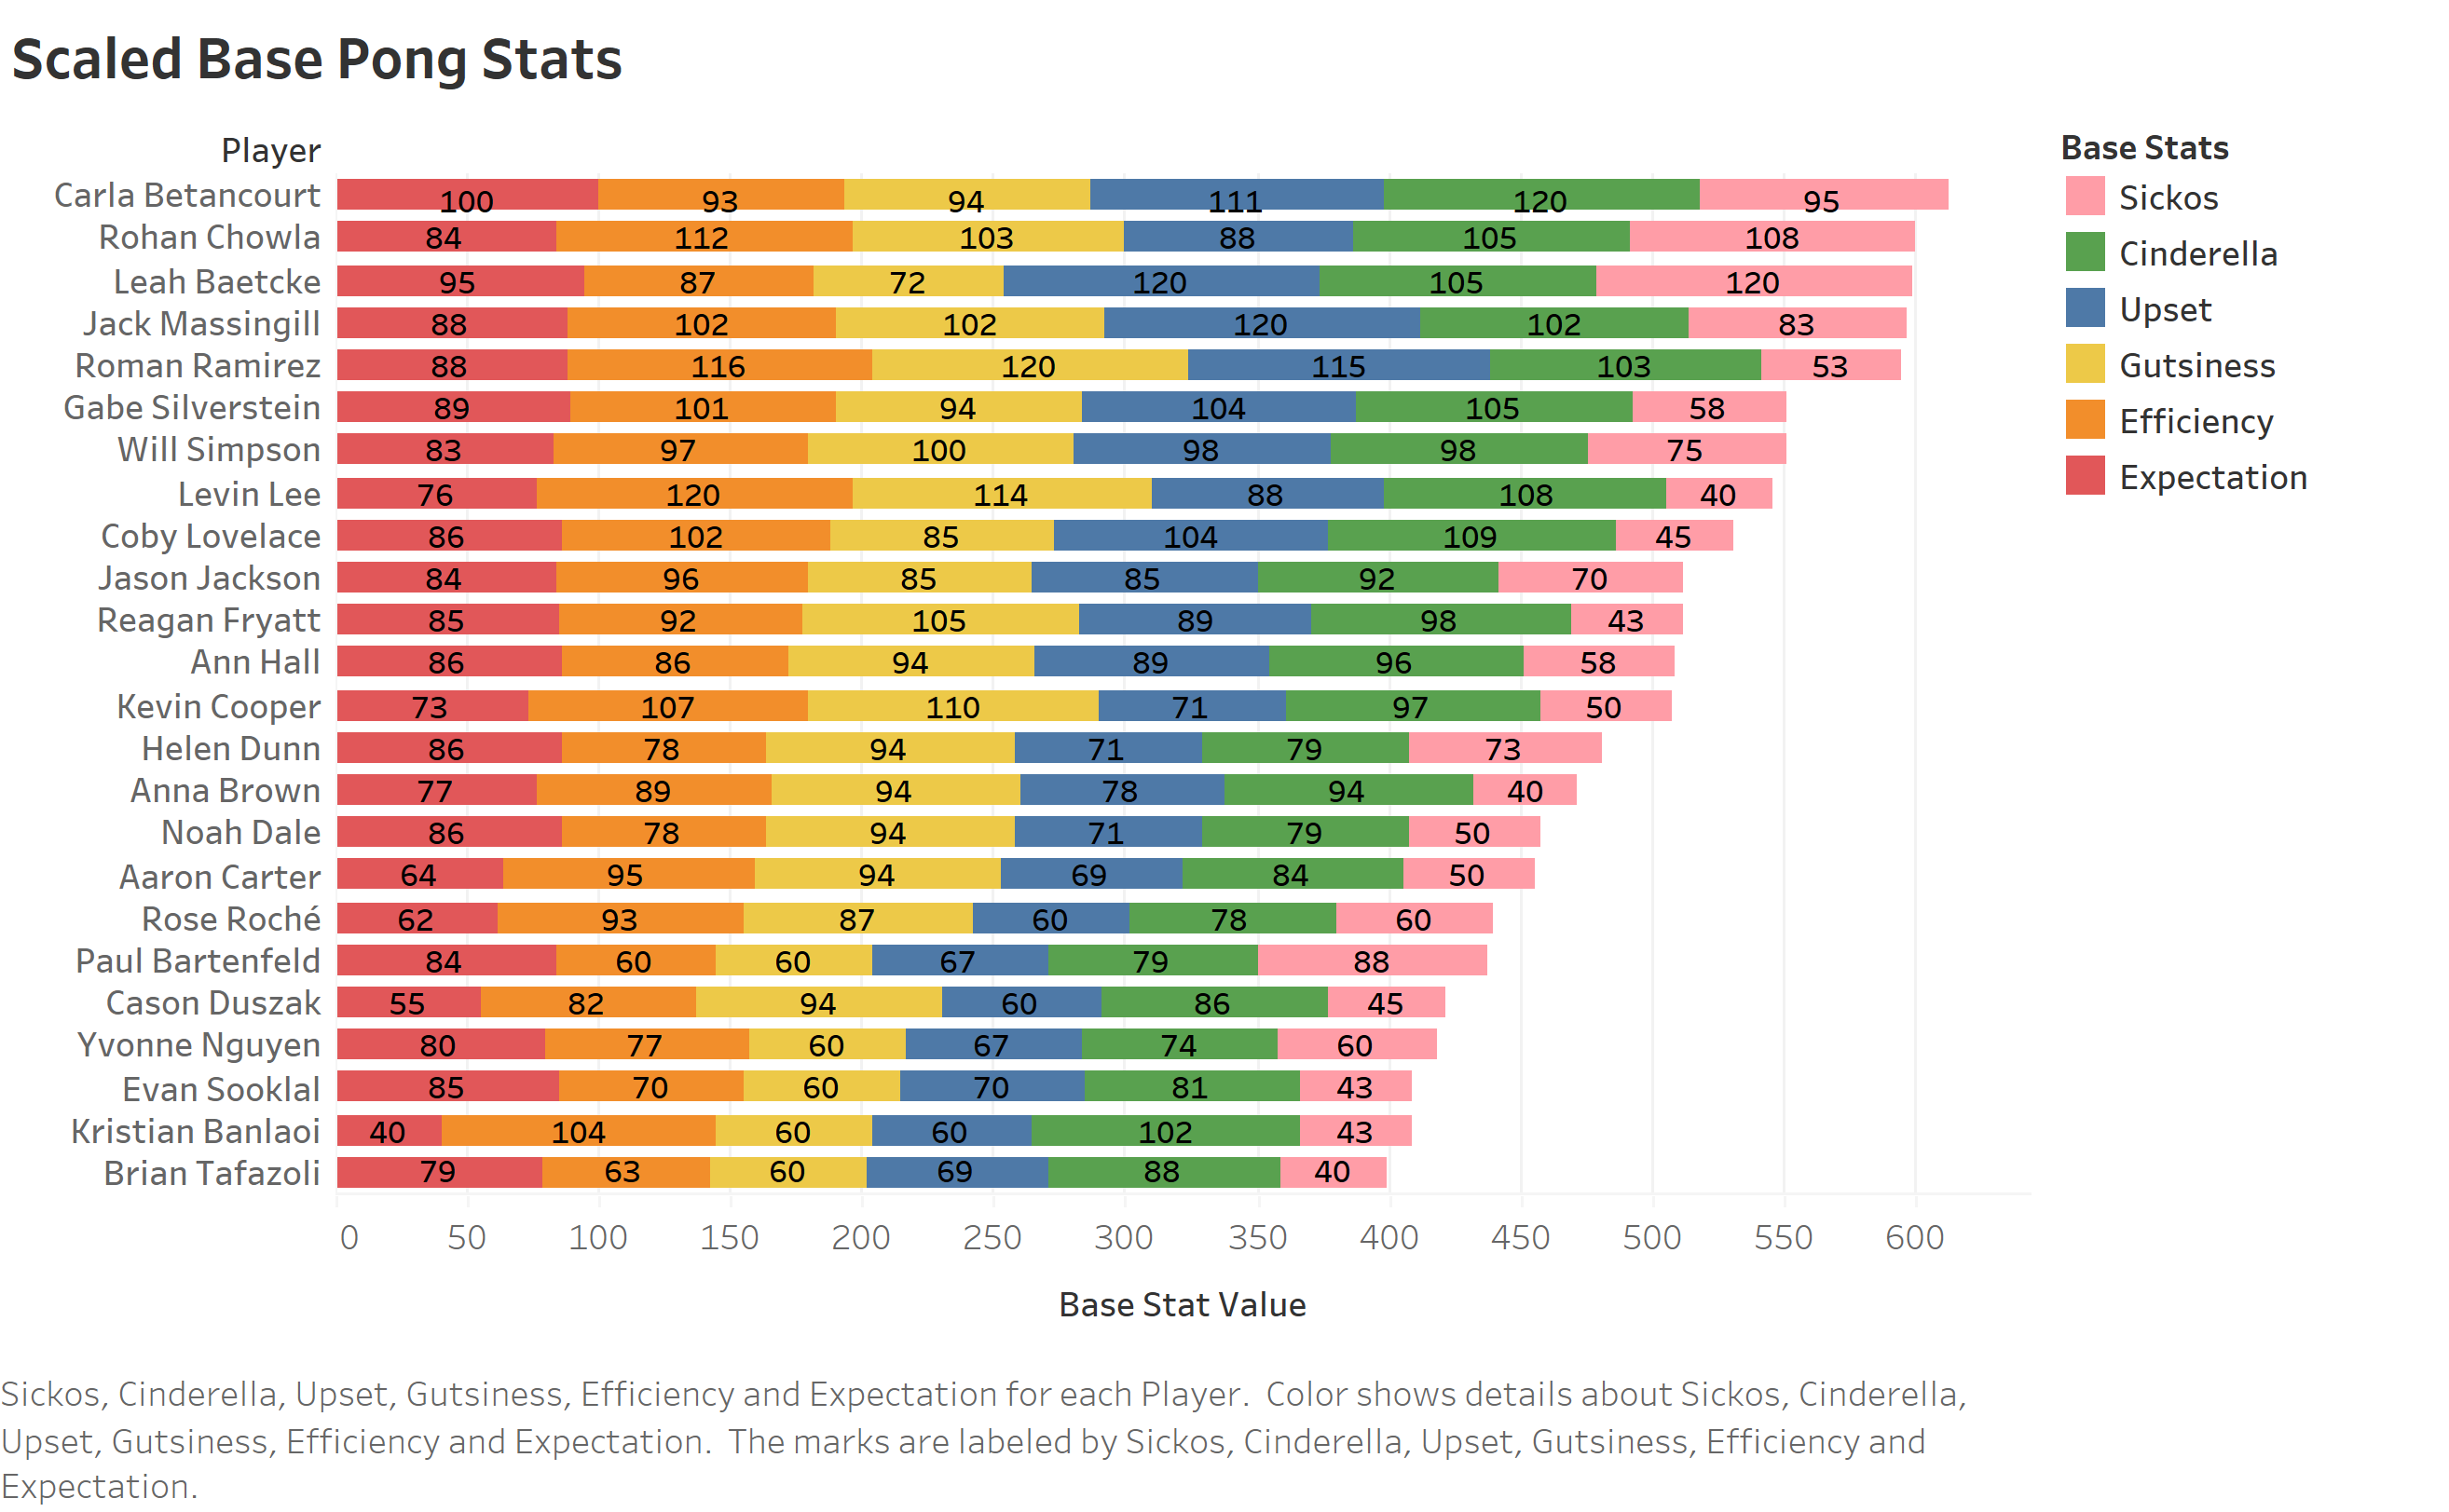 Scaled Base Pong Stats
Player
Base Stats
Sickos
Cinderella
Upset
Gutsiness
Efficiency
Expectation
Carla Betancourt 100 93 94 111 120 95
Rohan Chowla 84 112 103 88 105 108
Leah Baetcke 95 87 72 120 105 120
Jack Massingill 88 102 102 120 102 83
Roman Ramirez 88 116 120 115 103 53
Gabe Silverstein 89 101 94 104 105 58
Will Simpson 83 97 100 98 98 75
Levin Lee 76 120 114 88 108 40
Coby Lovelace 86 102 85 104 109 45
Jason Jackson 84 96 85 85 92 70
Reagan Fryatt 85 92 105 89 98 43
Ann Hall 86 86 94 89 96 58
Kevin Cooper 73 107 110 71 97 50
Helen Dunn 86 78 94 71 79 73
Anna Brown 77 89 94 78 94 40
Noah Dale 86 78 94 71 79 50
Aaron Carter 64 95 94 69 84 50
Rose Roché 62 93 87 60 78 60
Paul Bartenfeld 84 60 60 67 79 88
Cason Duszak 55 82 94 60 86 45
Yvonne Nguyen 80 77 60 67 74 60
Evan Sooklal 85 70 60 70 81 43
Kristian Banlaoi 40 104 60 60 102 43
Brian Tafazoli 79 63 60 69 88 40
0 50 100 150 200 250 300 350 400 450 500 550 600
Base Stat Value
Sickos, Cinderella, Upset, Gutsiness, Efficiency and Expectation for each Player.  Color shows details about Sickos, Cinderella,
Upset, Gutsiness, Efficiency and Expectation.  The marks are labeled by Sickos, Cinderella, Upset, Gutsiness, Efficiency and
Expectation.